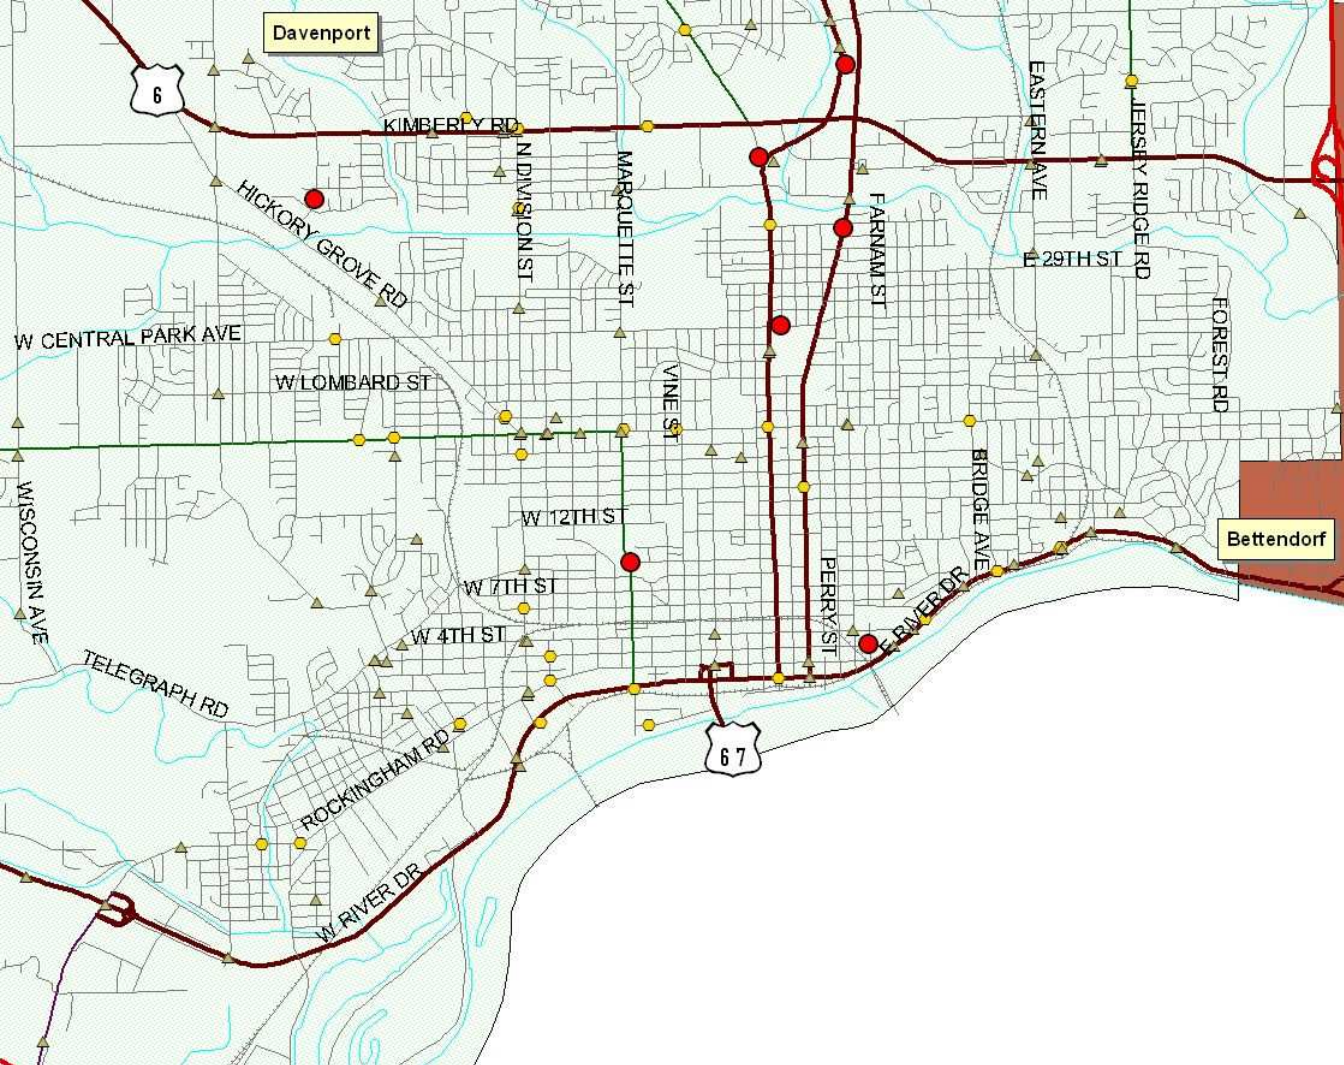 Davenport
6
KIMBERLY RD
N DIVISION ST
MARQUETTE ST
EASTERN AVE
JERSEY RIDGE RD
HICKORY GROVE RD
FARNAM ST
E 29TH ST
W CENTRAL PARK AVE
FOREST RD
W LOMBARD ST
VINE ST
BRIDGE AVE
WISCONSIN AVE
W 12TH ST
Bettendorf
W 7TH ST
PERRY ST
E RIVER DR
W 4TH ST
TELEGRAPH RD
67
ROCKINGHAM RD
W RIVER DR